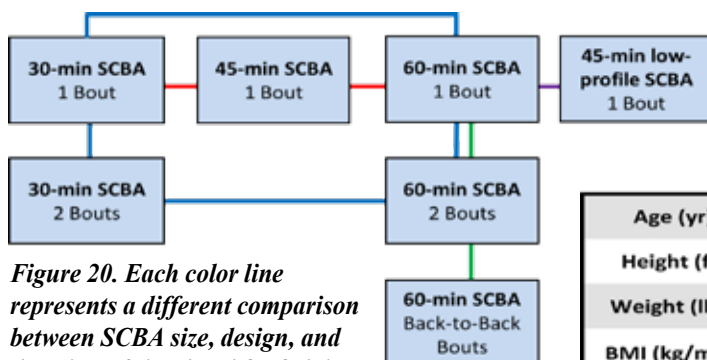 30-min SCBA
1 Bout
45-min SCBA
1 Bout
60-min SCBA
1 Bout
45-min low-
profile SCBA
1 Bout
30-min SCBA
2 Bouts
60-min SCBA
2 Bouts
60-min SCBA
Back-to-Back
Bouts
Figure 20. Each color line
represents a different comparison
between SCBA size, design, and
Age (yr
Height (f
Weight (l
BMI (kg/m